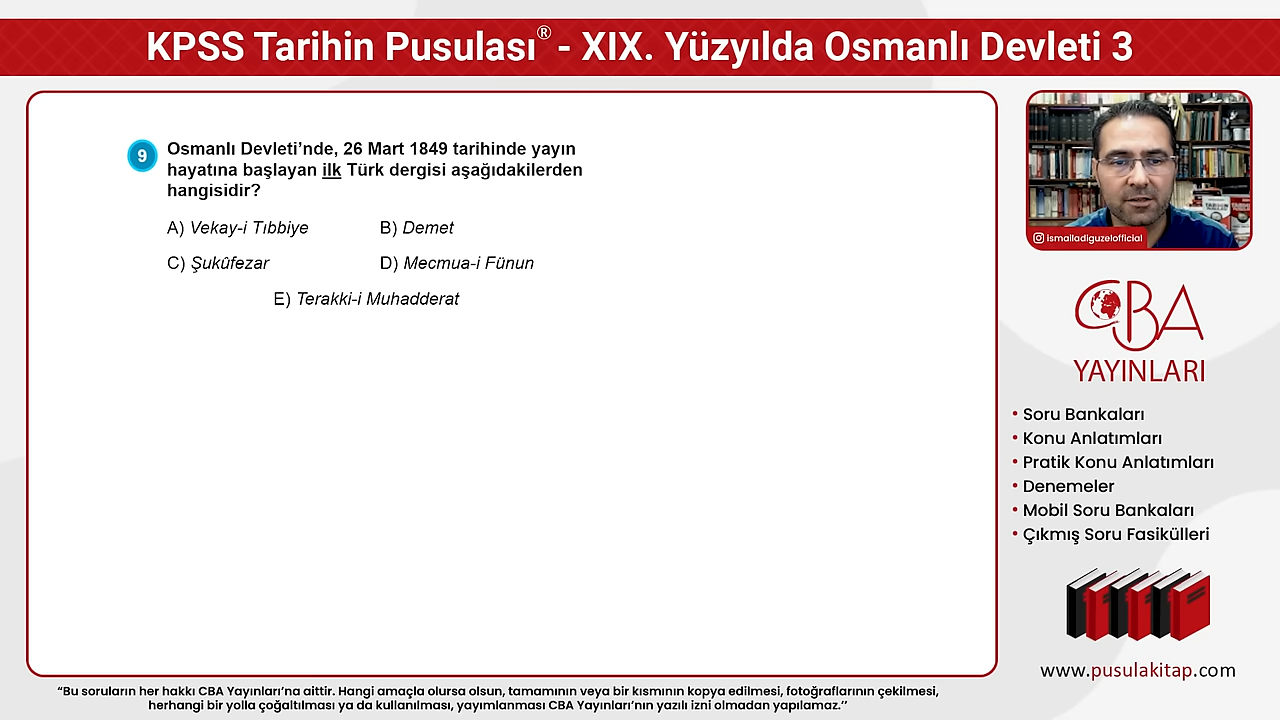 KPSS Tarihin Pusulası® - XIX. Yüzyılda Osmanlı Devleti 3
9 Osmanlı Devleti’nde, 26 Mart 1849 tarihinde yayın
hayatına başlayan ilk Türk dergisi aşağıdakilerden
hangisidir?
A) Vekay-i Tıbbiye B) Demet
C) Şukûfezar D) Mecmua-i Fünun
E) Terakki-i Muhadderat
ismailadiguzelofficial
CBA
YAYINLARI
• Soru Bankaları
• Konu Anlatımları
• Pratik Konu Anlatımları
• Denemeler
• Mobil Soru Bankaları
• Çıkmış Soru Fasikülleri
www.pusulakitap.com
“Bu soruların her hakkı CBA Yayınları’na aittir. Hangi amaçla olursa olsun, tamamının veya bir kısmının kopya edilmesi, fotoğraflarının çekilmesi,
herhangi bir yolla çoğaltılması ya da kullanılması, yayımlanması CBA Yayınları’nın yazılı izni olmadan yapılamaz.’’